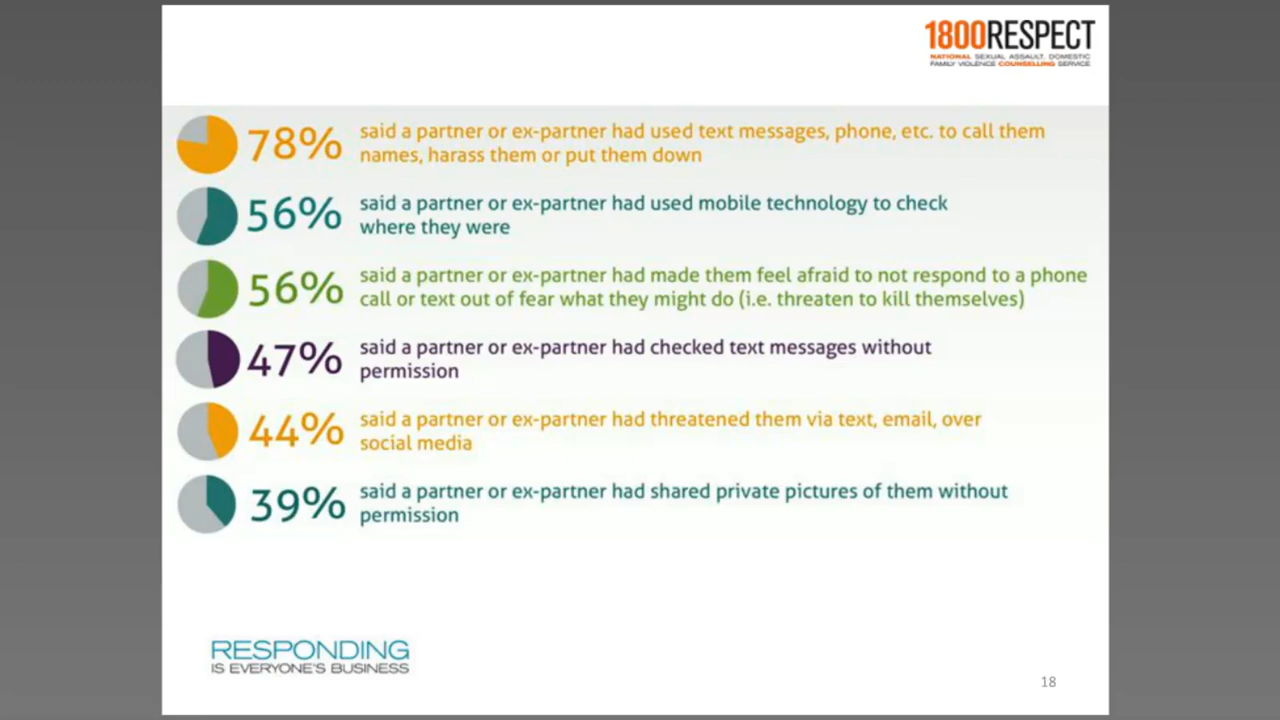 1800RESPECT
NATIONAL SEXUAL ASSAULT, DOMESTIC
FAMILY VIOLENCE COUNSELLING SERVICE
78%
said a partner or ex-partner had used text messages, phone, etc. to call them
names, harass them or put them down
56%
said a partner or ex-partner had used mobile technology to check
where they were
56%
said a partner or ex-partner had made them feel afraid to not respond to a phone
call or text out of fear what they might do (i.e. threaten to kill themselves)
47%
said a partner or ex-partner had checked text messages without
permission
44%
said a partner or ex-partner had threatened them via text, email, over
social media
39%
said a partner or ex-partner had shared private pictures of them without
permission
RESPONDING
IS EVERYONE'S BUSINESS
18